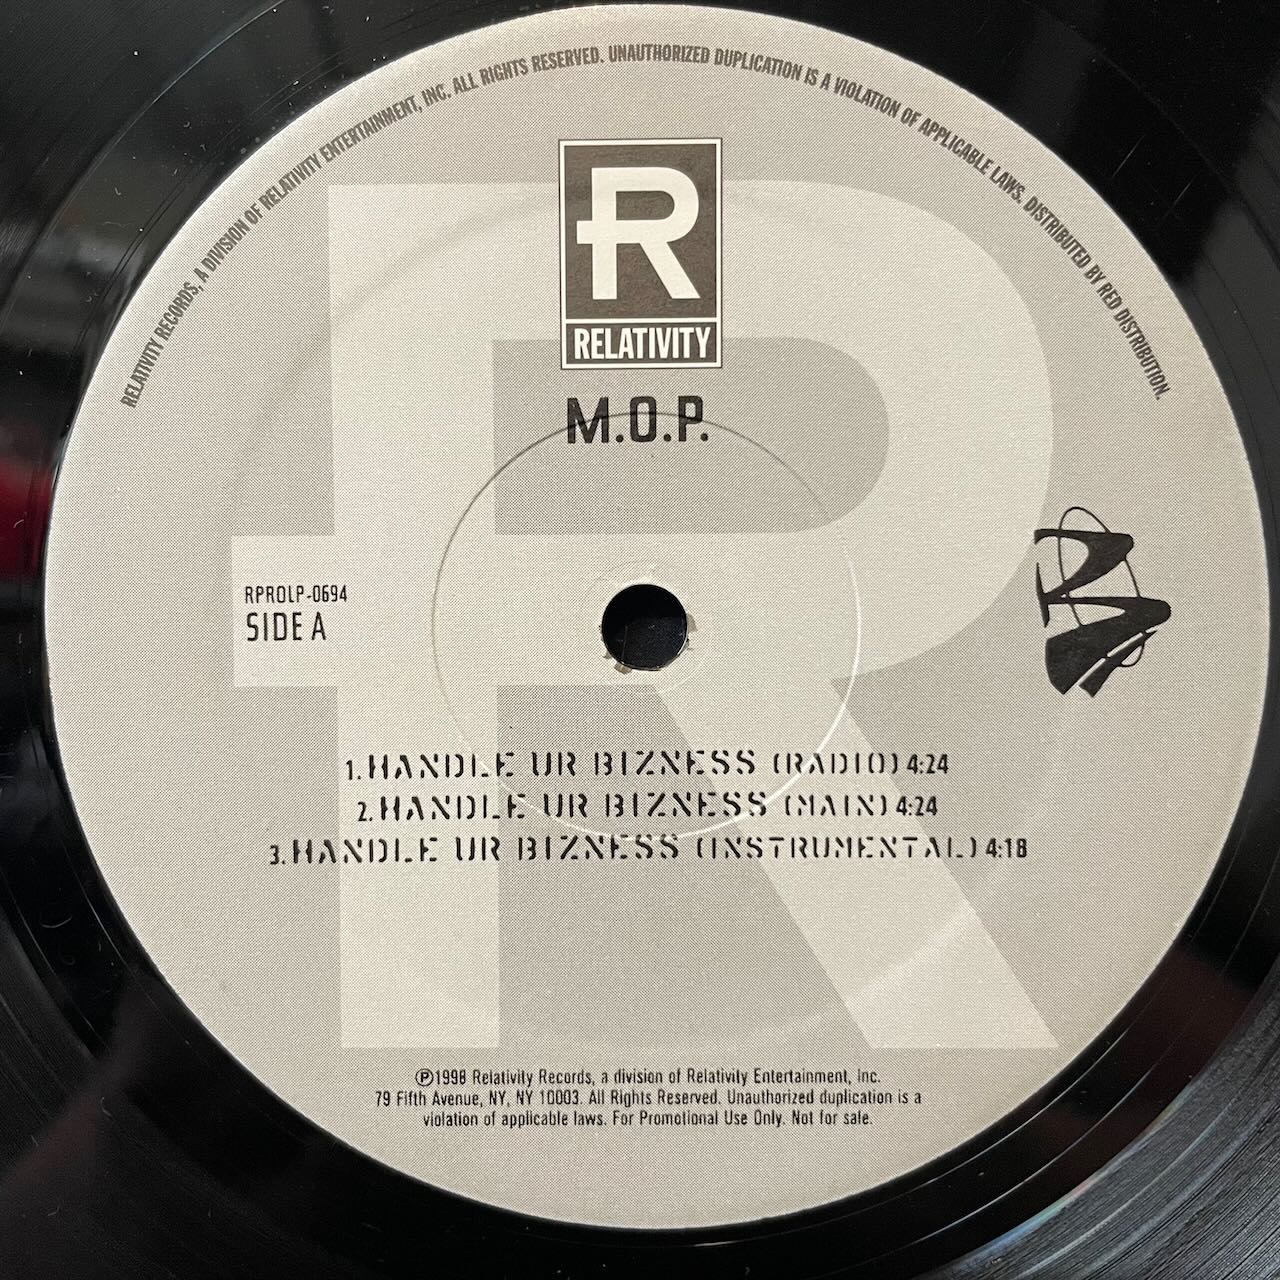 RELATIVITY RECORDS, A DIVISION OF RELATIVITY ENTERTAINMENT, INC. ALL RIGHTS RESERVED. UNAUTHORIZED DUPLICATION IS A VIOLATION OF APPLICABLE LAWS. DISTRIBUTED BY RED DISTRIBUTION.
R
RELATIVITY
M.O.P.
RPROLP-0694
SIDE A
1. HANDLE UR BIZNESS (RADIO) 4:24
2. HANDLE UR BIZNESS (MAIN) 4:24
3. HANDLE UR BIZNESS (INSTRUMENTAL) 4:18
℗1998 Relativity Records, a division of Relativity Entertainment, Inc.
79 Fifth Avenue, NY, NY 10003. All Rights Reserved. Unauthorized duplication is a
violation of applicable laws. For Promotional Use Only. Not for sale.